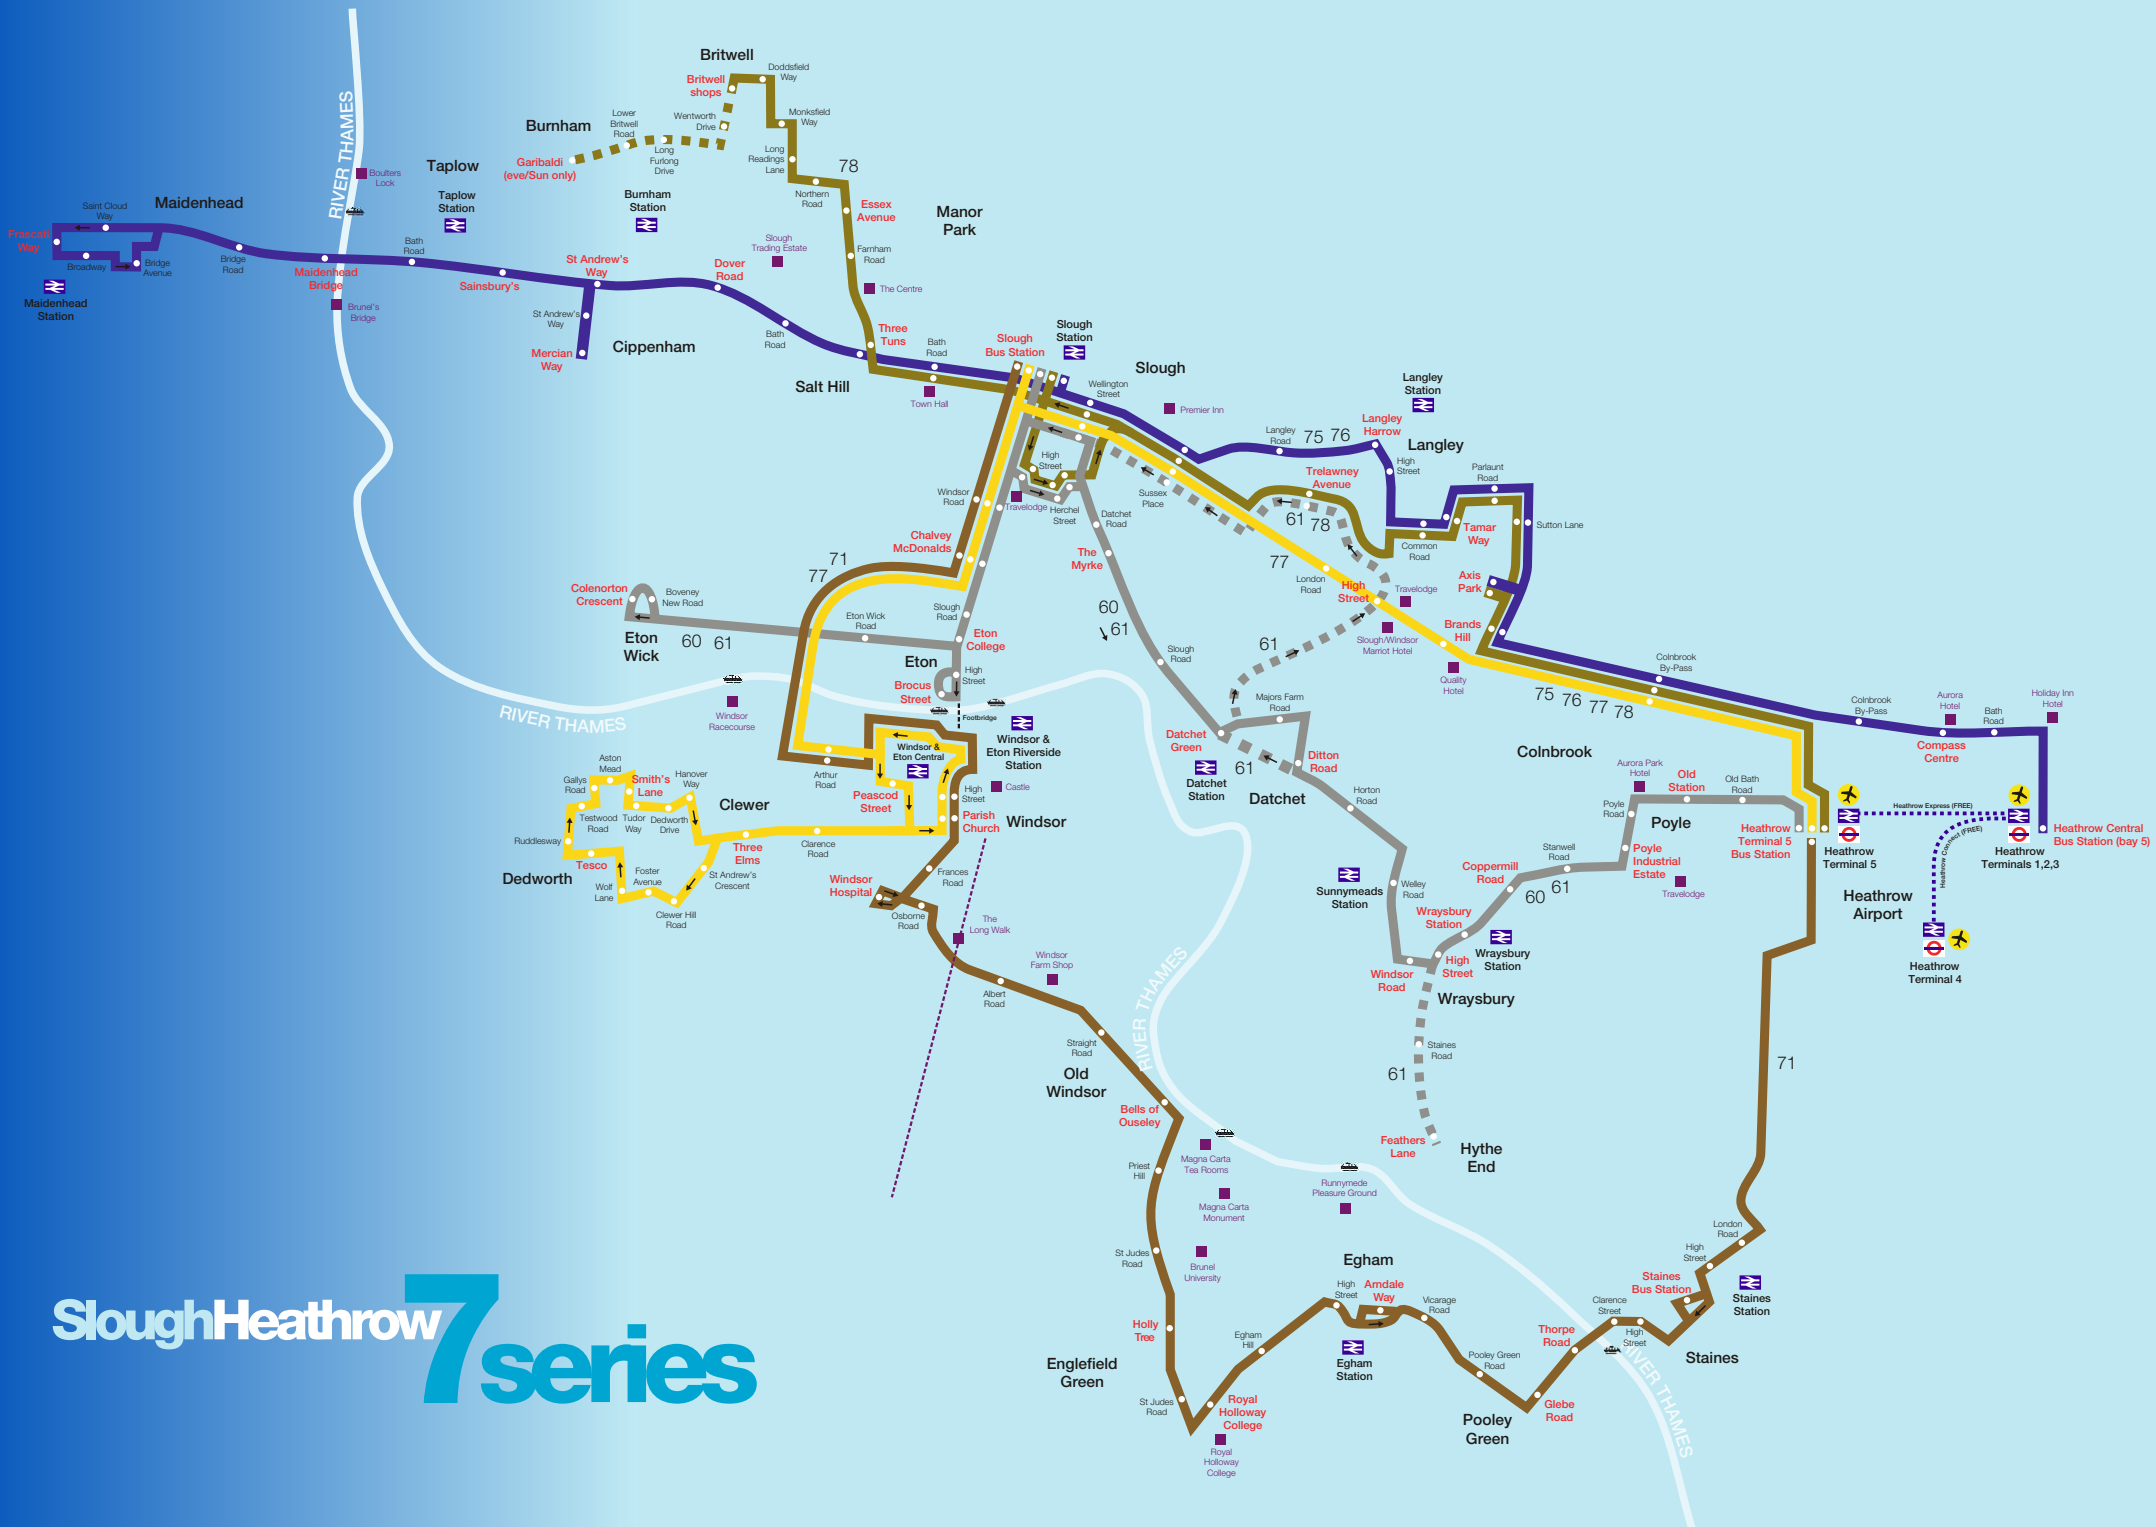 Britwell
Britwell
shops
Doddsfield
Way
Lower
Britwell
Road
Wentworth
Drive
Monksfield
Way
Burnham
Garibaldi
(eve/Sun only)
Long
Furlong
Drive
Long
Readings
Lane
78
Northern
Road
Essex
Avenue
Manor
Park
Farnham
Road
Slough
Trading Estate
The Centre
Three
Tuns
RIVER THAMES
Boulters
Lock
Taplow
Taplow
Station
Burnham
Station
Maidenhead
Saint Cloud
Way
Frascati
Way
Broadway
Bridge
Avenue
Maidenhead
Station
Bridge
Road
Maidenhead
Bridge
Brunel's
Bridge
Bath
Road
Sainsbury's
St Andrew's
Way
St Andrew's
Way
Mercian
Way
Cippenham
Dover
Road
Bath
Road
Salt Hill
Bath
Road
Town Hall
Slough
Bus Station
Slough
Station
Slough
Wellington
Street
Premier Inn
Langley
Station
Langley
Harrow
Langley
Langley
Road
75 76
High
Street
Parlaunt
Road
Trelawney
Avenue
Sutton Lane
Tamar
Way
Common
Road
Axis
Park
Brands
Hill
High
Street
Herchel
Street
Travelodge
Sussex
Place
Datchet
Road
The
Myrke
61 78
77
London
Road
High
Street
Travelodge
Slough/Windsor
Marriot Hotel
Quality
Hotel
Windsor
Road
Chalvey
McDonalds
71
77
Colenorton
Crescent
Boveney
New Road
Eton
Wick
60 61
Eton Wick
Road
Slough
Road
Eton
College
Eton
High
Street
Brocus
Street
Footbridge
60
61
Slough
Road
61
Datchet
Green
Majors Farm
Road
61
Ditton
Road
Datchet
Station
Datchet
Horton
Road
Colnbrook
By-Pass
75 76 77 78
Colnbrook
Colnbrook
By-Pass
Aurora
Hotel
Bath
Road
Holiday Inn
Hotel
Compass
Centre
Aurora Park
Hotel
Old
Station
Old Bath
Road
Poyle
Road
Poyle
Poyle
Industrial
Estate
Travelodge
Heathrow
Terminal 5
Bus Station
Heathrow
Terminal 5
Heathrow Express (FREE)
Heathrow Connect (FREE)
Heathrow
Terminals 1,2,3
Heathrow Central
Bus Station (bay 5)
Heathrow
Airport
Heathrow
Terminal 4
Stanwell
Road
Coppermill
Road
60 61
Wraysbury
Station
Wraysbury
Station
High
Street
Windsor
Road
Wraysbury
Welley
Road
Sunnymeads
Station
Staines
Road
61
Feathers
Lane
Hythe
End
RIVER THAMES
Windsor
Racecourse
Windsor &
Eton Central
Windsor &
Eton Riverside
Station
Arthur
Road
Peascod
Street
High
Street
Castle
Parish
Church
Windsor
Aston
Mead
Gallys
Road
Smith's
Lane
Hanover
Way
Clewer
Testwood
Road
Tudor
Way
Dedworth
Drive
Ruddlesway
Tesco
Dedworth
Wolf
Lane
Foster
Avenue
Clewer Hill
Road
St Andrew's
Crescent
Three
Elms
Clarence
Road
Windsor
Hospital
Frances
Road
Osborne
Road
The
Long Walk
Windsor
Farm Shop
Albert
Road
RIVER THAMES
Straight
Road
Old
Windsor
Bells of
Ouseley
Magna Carta
Tea Rooms
Magna Carta
Monument
Brunel
University
Runnymede
Pleasure Ground
Priest
Hill
St Judes
Road
Holly
Tree
Englefield
Green
St Judes
Road
Royal
Holloway
College
Royal
Holloway
College
Egham
Hill
Egham
High
Street
Arndale
Way
Vicarage
Road
Egham
Station
Pooley Green
Road
Pooley
Green
Glebe
Road
Thorpe
Road
Clarence
Street
High
Street
Staines
Bus Station
High
Street
London
Road
Staines
Station
Staines
71
RIVER THAMES
SloughHeathrow7series